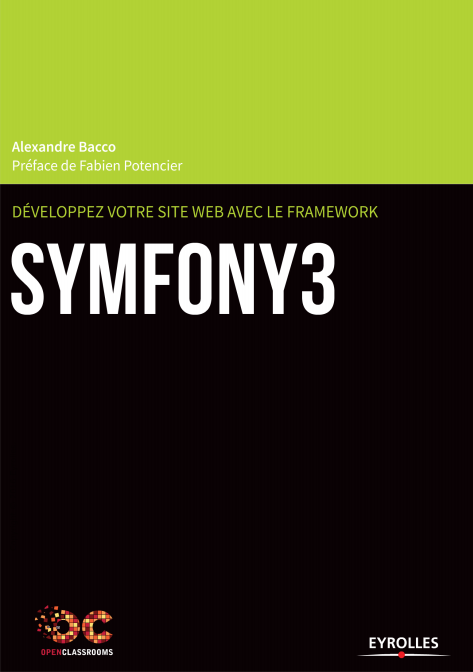 Alexandre Bacco
Préface de Fabien Potencier
DÉVELOPPEZ VOTRE SITE WEB AVEC LE FRAMEWORK
SYMFONY3
OC
OPENCLASSROOMS
EYROLLES